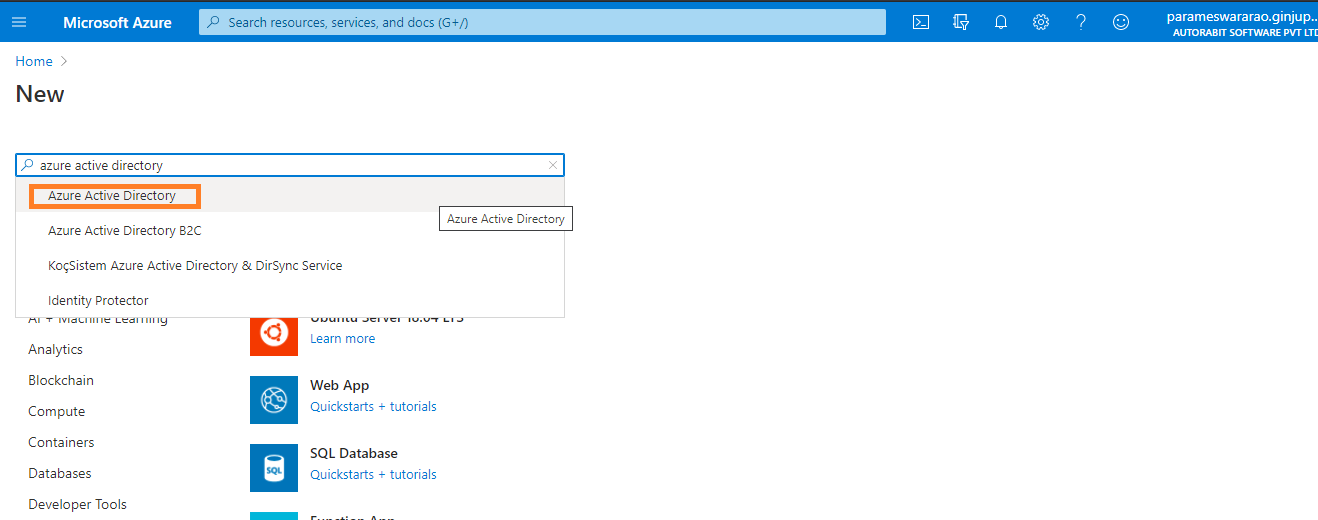 Microsoft Azure
Search resources, services, and docs (G+/)
parameswararao.ginjup...
AUTORABIT SOFTWARE PVT LTD
Home
New
azure active directory
Azure Active Directory
Azure Active Directory
Azure Active Directory B2C
KoçSistem Azure Active Directory & DirSync Service
Identity Protector
AI + Machine Learning
Ubuntu Server 18.04 LTS
Learn more
Analytics
Blockchain
Web App
Quickstarts + tutorials
Compute
Containers
SQL Database
SQL
Quickstarts + tutorials
Databases
Developer Tools
Function App